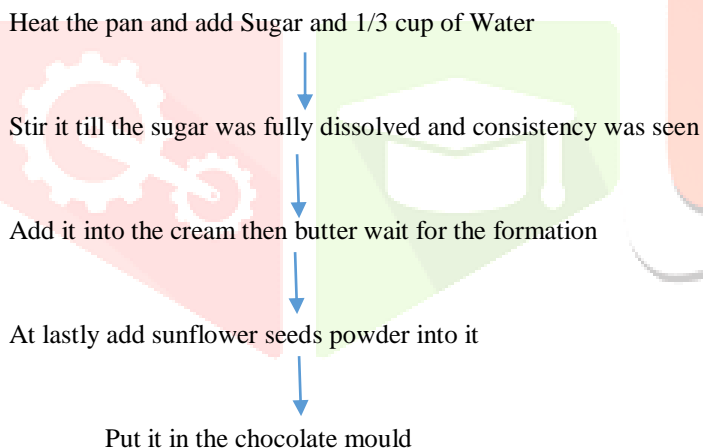 Heat the pan and add Sugar and 1/3 cup of Water
Stir it till the sugar was fully dissolved and consistency was seen
Add it into the cream then butter wait for the formation
At lastly add sunflower seeds powder into it
Put it in the chocolate mould